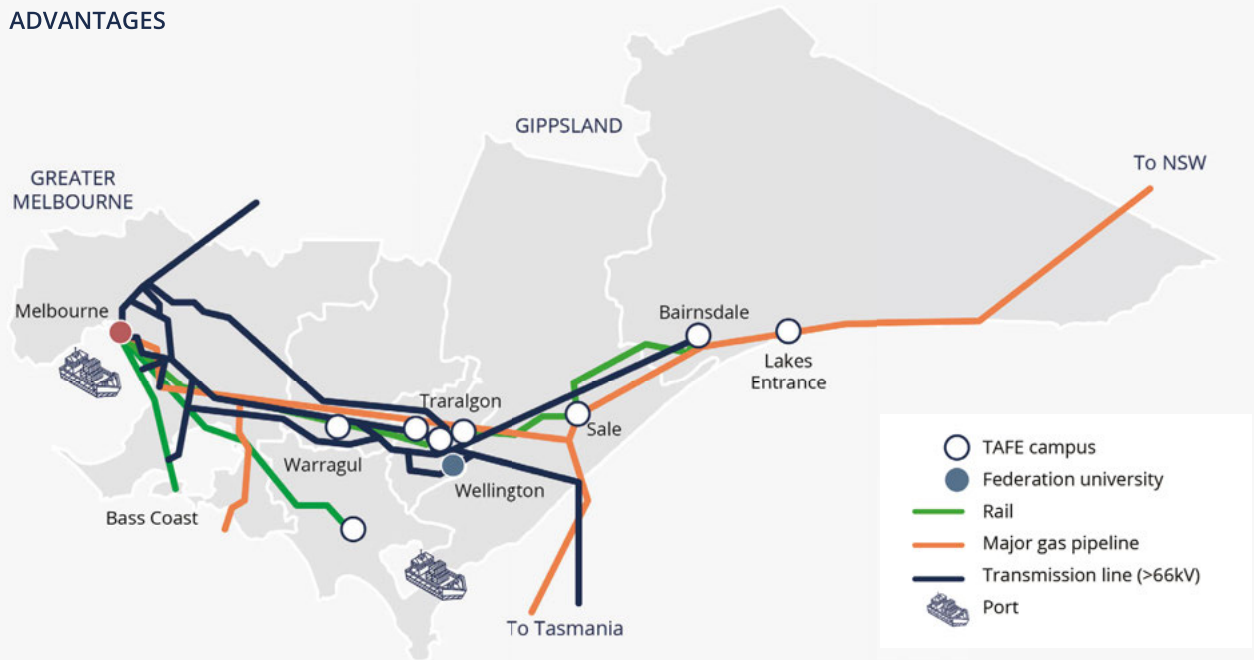 ADVANTAGES
GIPPSLAND
To NSW
GREATER
MELBOURNE
Melbourne
Bairnsdale
Lakes
Entrance
Traralgon
Sale
Warragul
Wellington
Bass Coast
To Tasmania
TAFE campus
Federation university
Rail
Major gas pipeline
Transmission line (>66kV)
Port